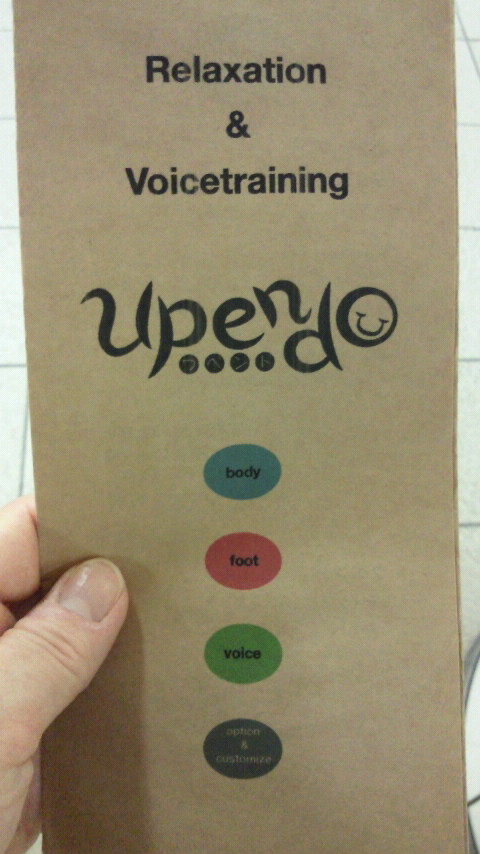 Relaxation
&
Voicetraining
upendo
ウペンド
body
foot
voice
option
&
customize